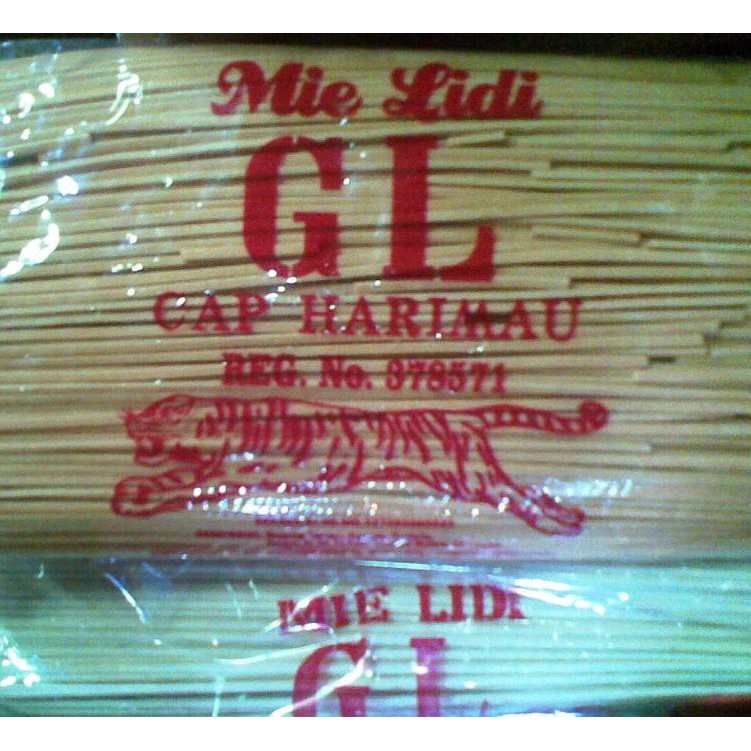 Mie Lidi
GL
CAP HARIMAU
REG. No. 378571
MIE LIDI
GL